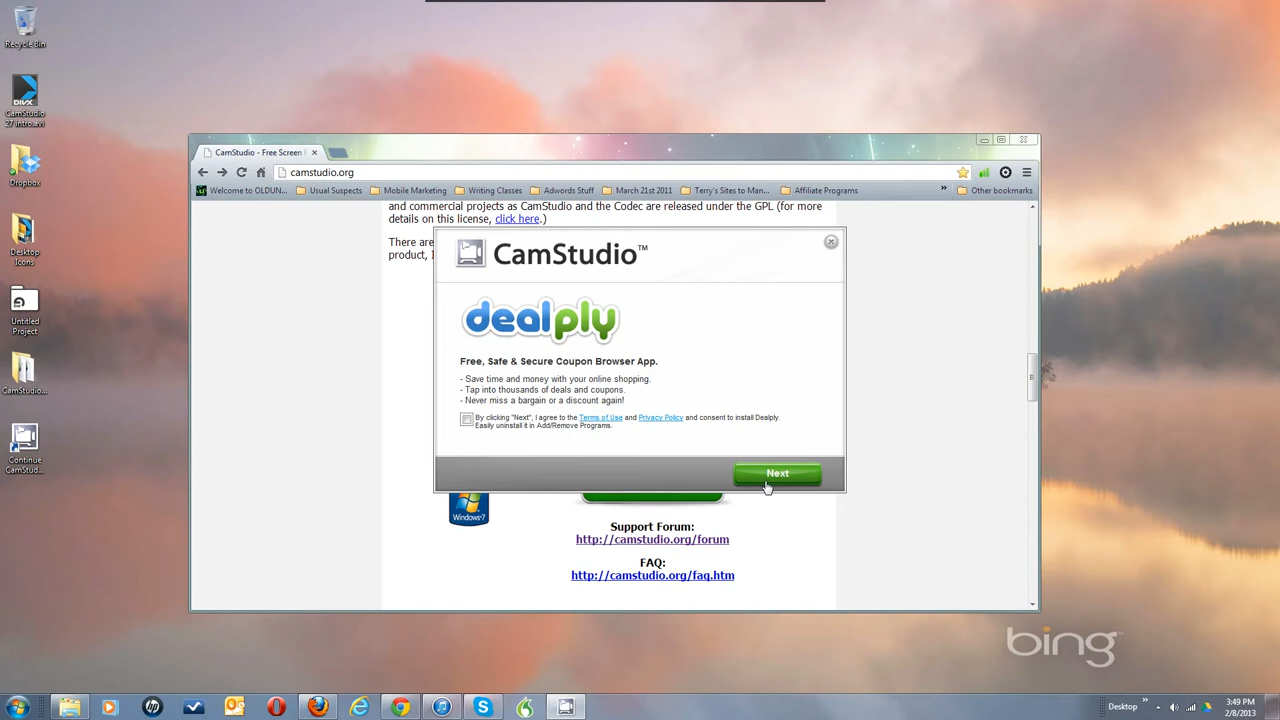 Recycle Bin
DIVX
CamStudio
27 intro.avi
Dropbox
Desktop
Icons
Untitled
Project
CamStudio...
Continue
CamStud...
CamStudio - Free Screen
camstudio.org
Welcome to OLDUN...
Usual Suspects
Mobile Marketing
Writing Classes
Adwords Stuff
March 21st 2011
Terry's Sites to Man...
Affiliate Programs
»
Other bookmarks
and commercial projects as CamStudio and the Codec are released under the GPL (for more
details on this license, click here.)
There are
product,
CamStudio™
dealply
Free, Safe & Secure Coupon Browser App.
- Save time and money with your online shopping.
- Tap into thousands of deals and coupons.
- Never miss a bargain or a discount again!
By clicking "Next", I agree to the Terms of Use and Privacy Policy and consent to install Dealply.
Easily uninstall it in Add/Remove Programs.
Next
Windows7
Support Forum:
http://camstudio.org/forum
FAQ:
http://camstudio.org/faq.htm
bing™
Desktop »
3:49 PM
2/8/2013